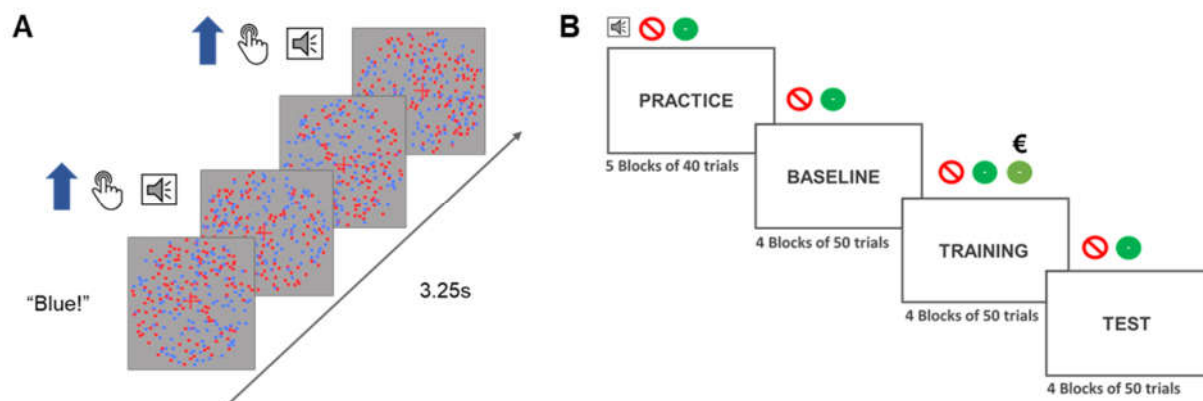 A
"Blue!"
3.25s
B
PRACTICE
5 Blocks of 40 trials
BASELINE
4 Blocks of 50 trials
€
TRAINING
4 Blocks of 50 trials
TEST
4 Blocks of 50 trials